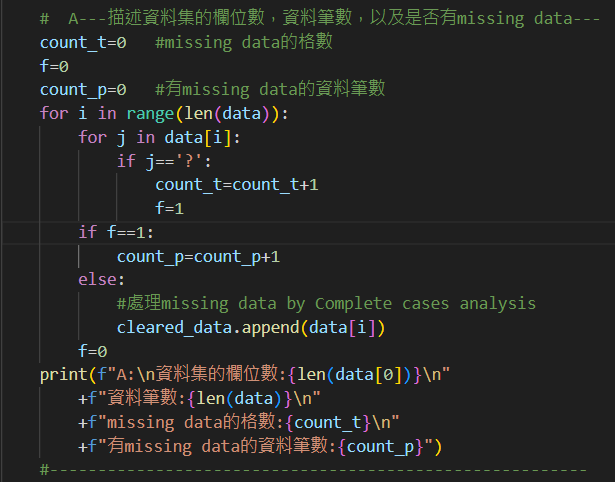 #  A---描述資料集的欄位數，資料筆數，以及是否有missing data---
count_t=0   #missing data的格數
f=0
count_p=0   #有missing data的資料筆數
for i in range(len(data)):
    for j in data[i]:
        if j=='?':
            count_t=count_t+1
            f=1
    if f==1:
        count_p=count_p+1
    else:
        #處理missing data by Complete cases analysis
        cleared_data.append(data[i])
    f=0
print(f"A:\n資料集的欄位數:{len(data[0])}\n"
    +f"資料筆數:{len(data)}\n"
    +f"missing data的格數:{count_t}\n"
    +f"有missing data的資料筆數:{count_p}")
#--------------------------------------------------------